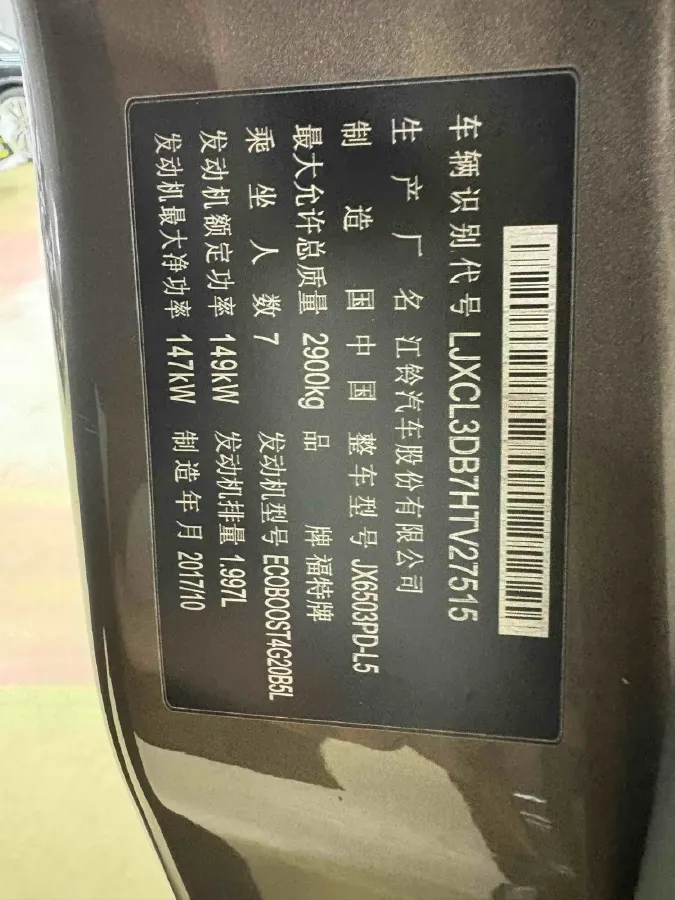 车辆识别代号 LJXCL3DB7HTV27515
生产厂名 江铃汽车股份有限公司
制造国 中国 整车型号 JX6503PD-L5
最大允许总质量 2900kg 品牌 福特牌
乘坐人数 7 发动机型号 ECOBOOST4G20B5L
发动机额定功率 149kW 发动机排量 1.997L
发动机最大净功率 147kW 制造年月 2017/10